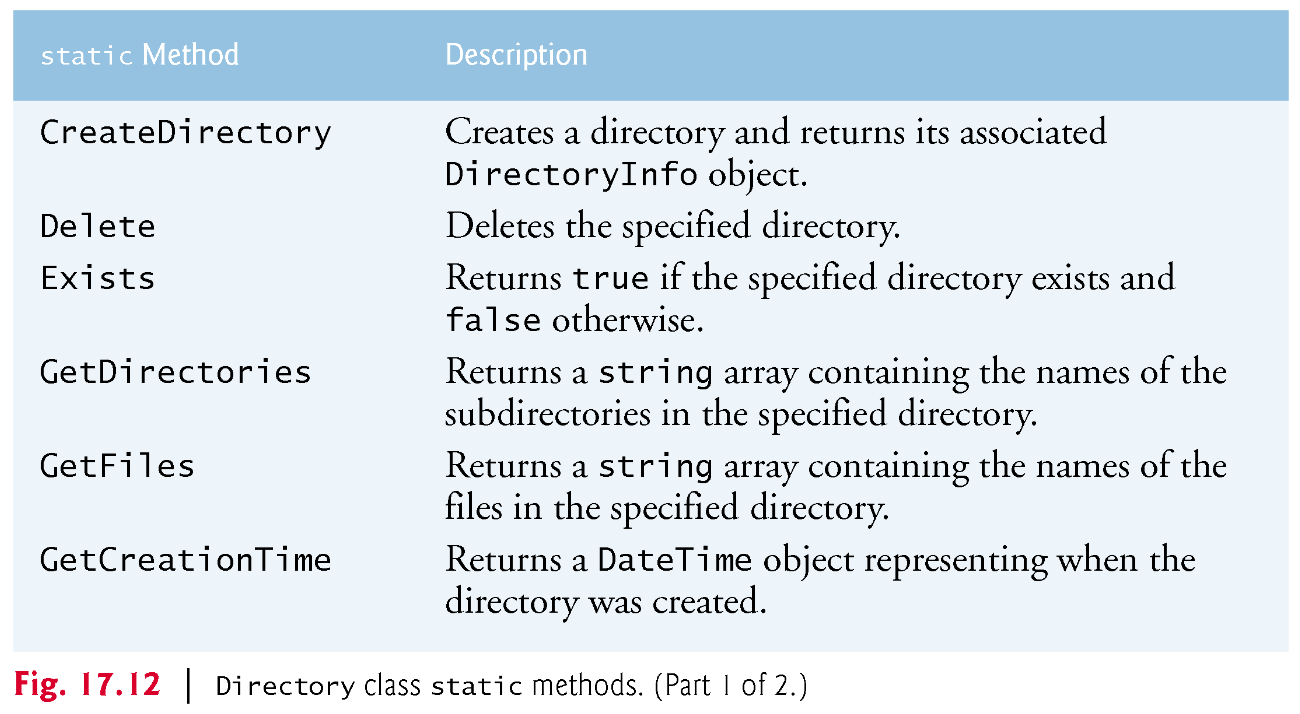 static Method Description
CreateDirectory Creates a directory and returns its associated
DirectoryInfo object.
Delete Deletes the specified directory.
Exists Returns true if the specified directory exists and
false otherwise.
GetDirectories Returns a string array containing the names of the
subdirectories in the specified directory.
GetFiles Returns a string array containing the names of the
files in the specified directory.
GetCreationTime Returns a DateTime object representing when the
directory was created.
Fig. 17.12 | Directory class static methods. (Part 1 of 2.)